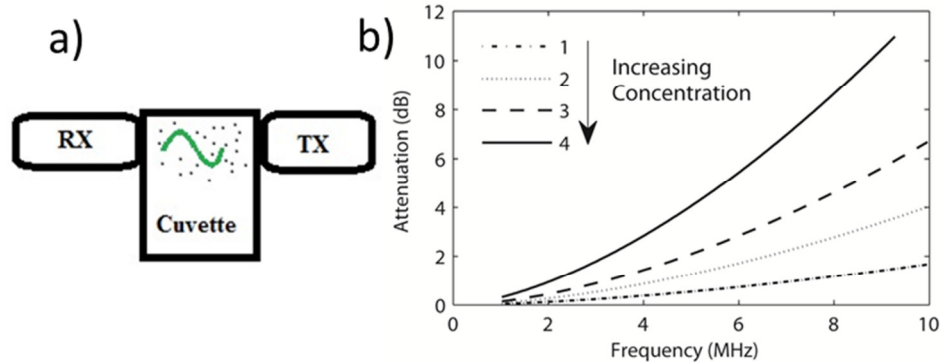 a)
RX
TX
Cuvette
b)
12
10
8
6
4
2
0
Attenuation (dB)
1
2
3
4
Increasing
Concentration
0 2 4 6 8 10
Frequency (MHz)